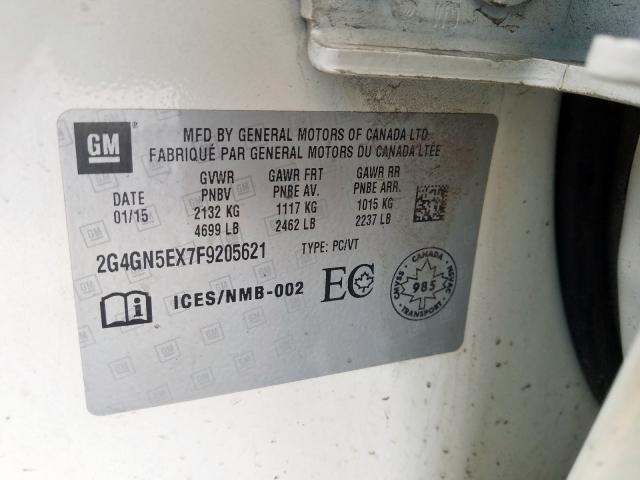 GM
MFD BY GENERAL MOTORS OF CANADA LTD.
FABRIQUÉ PAR GENERAL MOTORS DU CANADA LTÉE
GVWR GAWR FRT GAWR RR
DATE PNBV PNBE AV. PNBE ARR.
01/15 2132 KG 1117 KG 1015 KG
4699 LB 2462 LB 2237 LB
2G4GN5EX7F9205621 TYPE: PC/VT
ICES/NMB-002 EC
CANADA
CMVSS 985 NSVAC
TRANSPORT